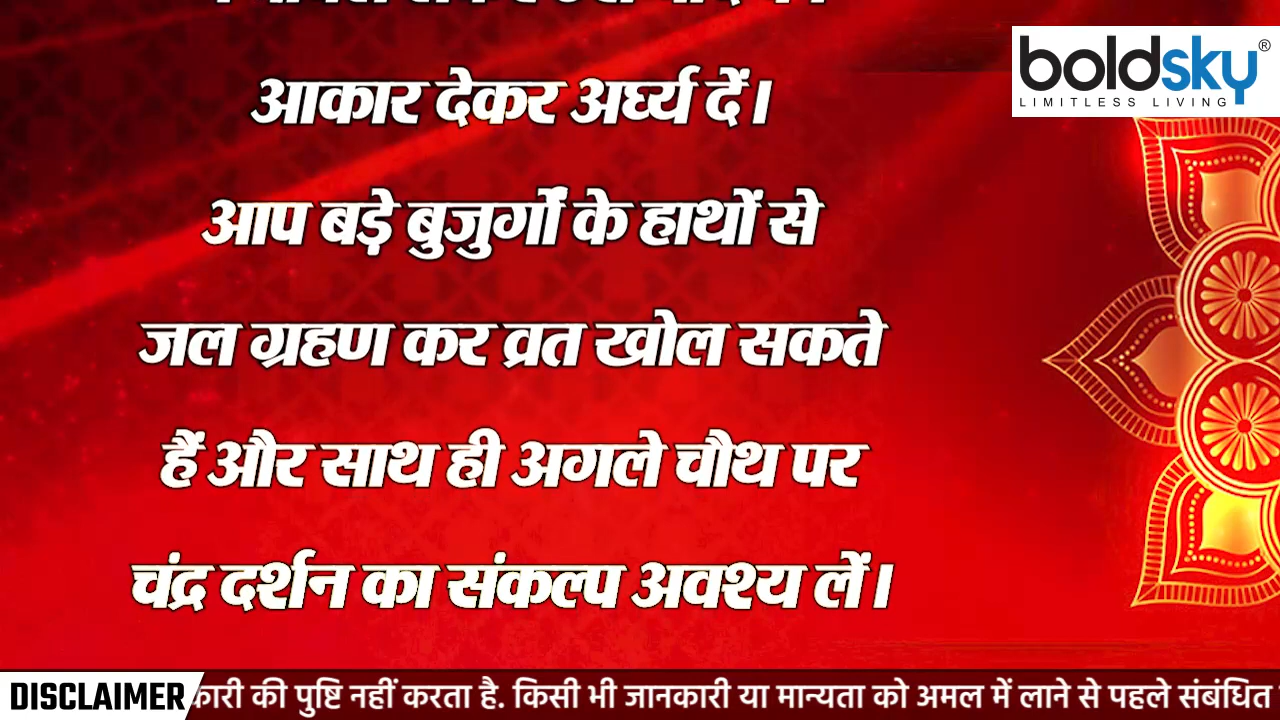 boldsky®
LIMITLESS LIVING
आकार देकर अर्घ्य दें।
आप बड़े बुजुर्गों के हाथों से
जल ग्रहण कर व्रत खोल सकते
हैं और साथ ही अगले चौथ पर
चंद्र दर्शन का संकल्प अवश्य लें।
DISCLAIMER कारी की पुष्टि नहीं करता है. किसी भी जानकारी या मान्यता को अमल में लाने से पहले संबंधित